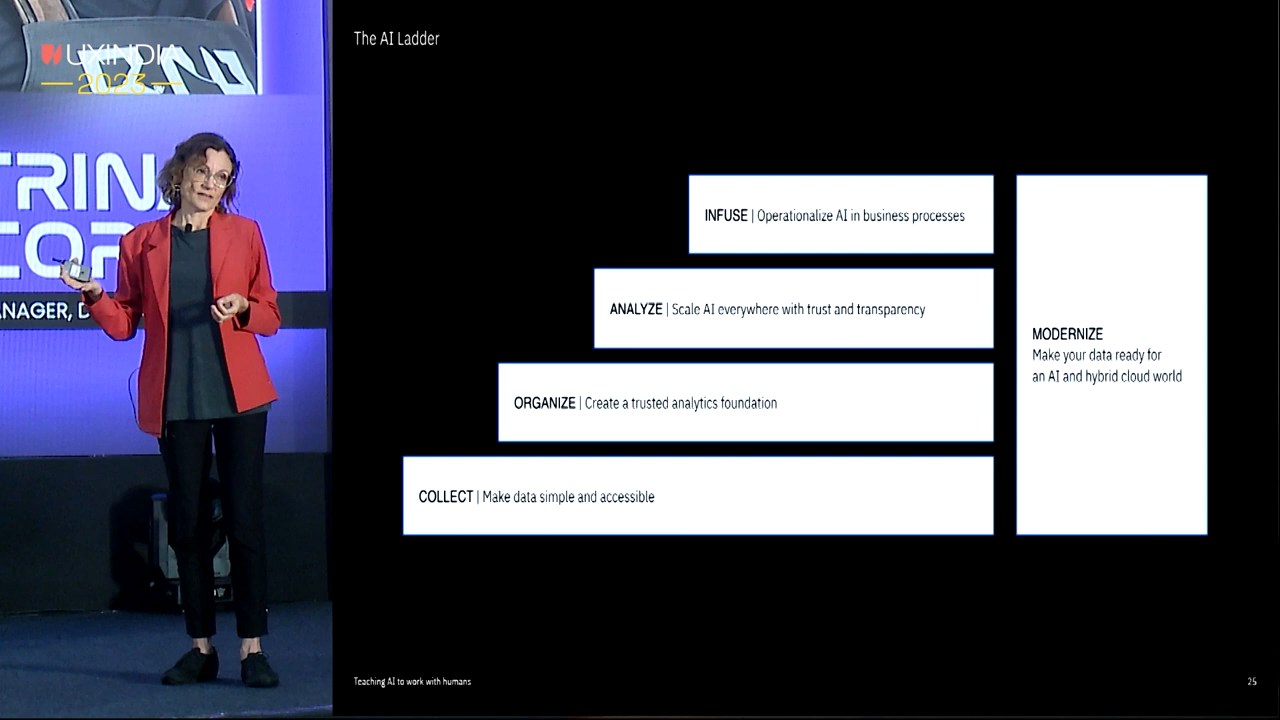 UXINDIA
2023
TRINA
COR
ANAGER, D
The AI Ladder
INFUSE | Operationalize AI in business processes
ANALYZE | Scale AI everywhere with trust and transparency
ORGANIZE | Create a trusted analytics foundation
COLLECT | Make data simple and accessible
MODERNIZE
Make your data ready for
an AI and hybrid cloud world
Teaching AI to work with humans
25